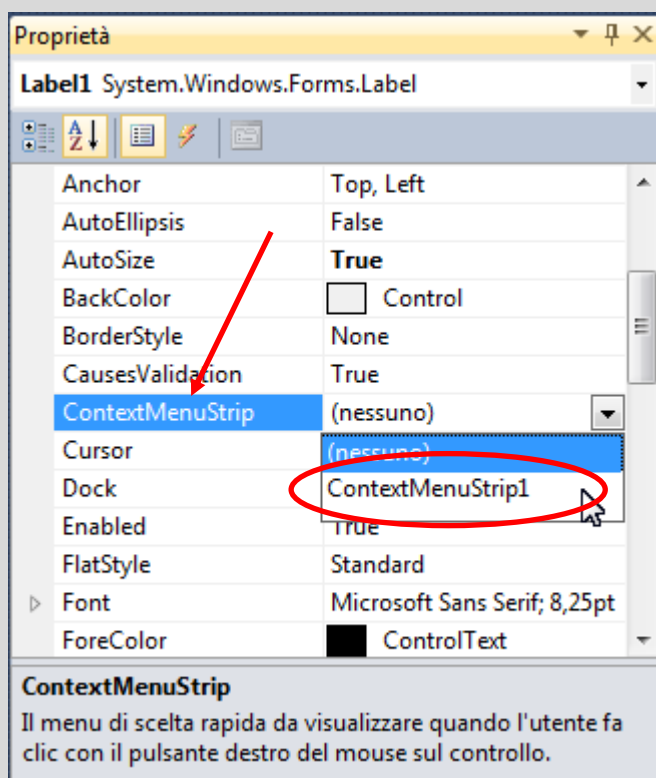 Proprietà
Label1 System.Windows.Forms.Label
A
Z
Anchor Top, Left
AutoEllipsis False
AutoSize True
BackColor Control
BorderStyle None
CausesValidation True
ContextMenuStrip (nessuno)
Cursor (nessuno)
Dock ContextMenuStrip1
Enabled True
FlatStyle Standard
Font Microsoft Sans Serif; 8,25pt
ForeColor ControlText
ContextMenuStrip
Il menu di scelta rapida da visualizzare quando l'utente fa
clic con il pulsante destro del mouse sul controllo.